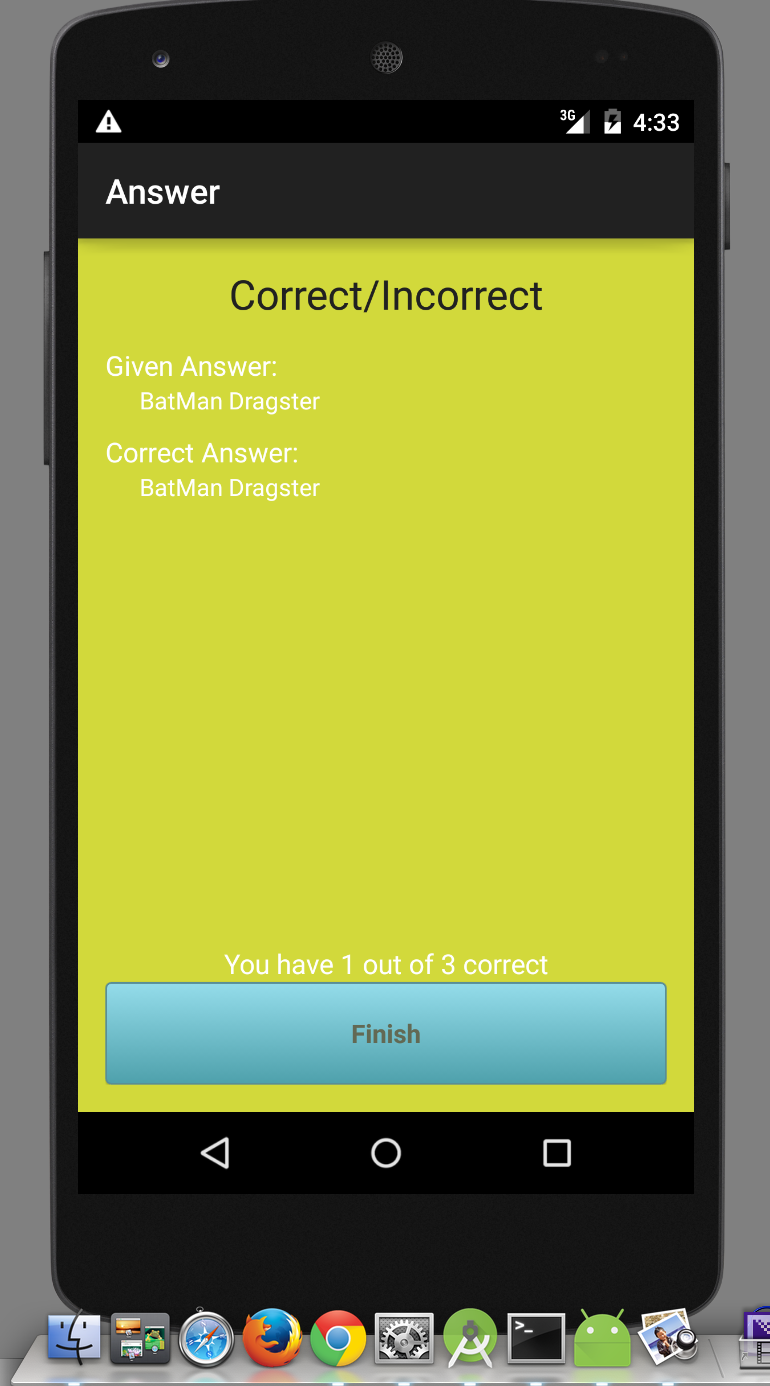 3G 4:33
Answer
Correct/Incorrect
Given Answer:
BatMan Dragster
Correct Answer:
BatMan Dragster
You have 1 out of 3 correct
Finish
>_